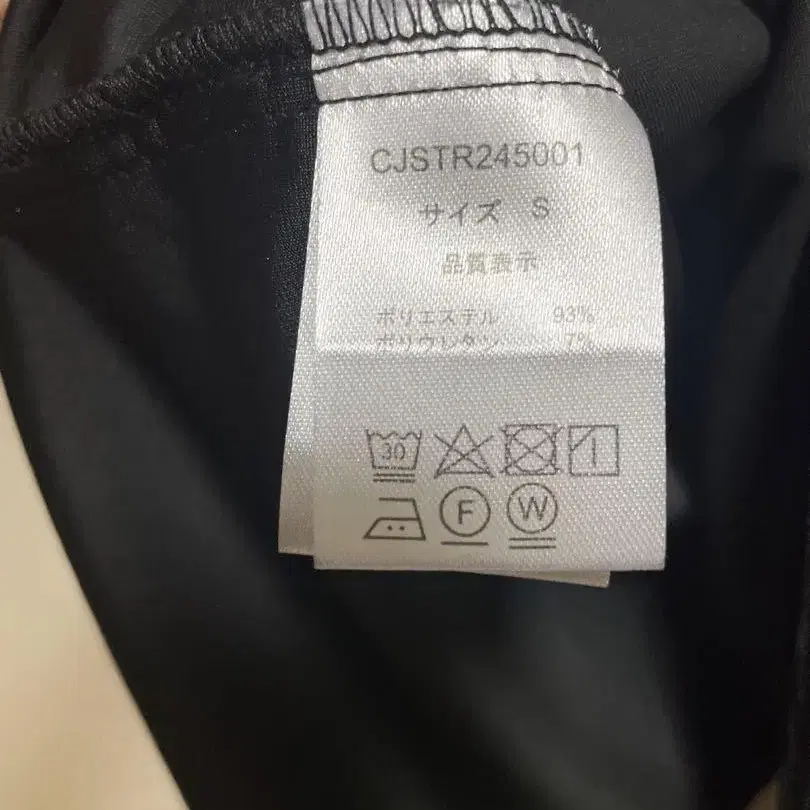 CJSTR245001
サイズ S
品質表示
ポリエステル 93%
ポリウレタン 7%
30
F W